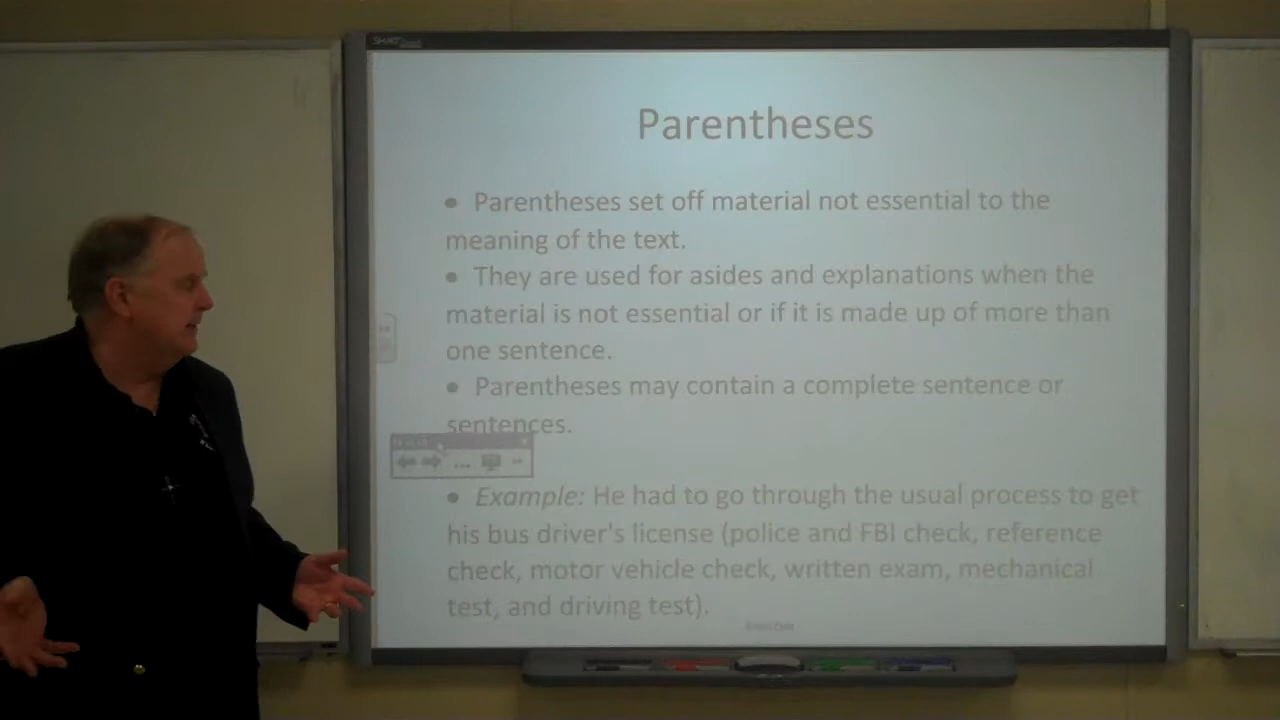 SMART
Parentheses
• Parentheses set off material not essential to the
meaning of the text.
• They are used for asides and explanations when the
material is not essential or if it is made up of more than
one sentence.
• Parentheses may contain a complete sentence or
sentences.
• Example: He had to go through the usual process to get
his bus driver's license (police and FBI check, reference
check, motor vehicle check, written exam, mechanical
test, and driving test).